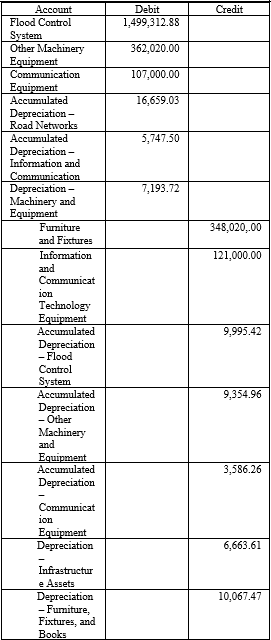 Account Debit Credit
Flood Control 1,499,312.88
System
Other Machinery 362,020.00
Equipment
Communication 107,000.00
Equipment
Accumulated 16,659.03
Depreciation –
Road Networks
Accumulated 5,747.50
Depreciation –
Information and
Communication
Depreciation – 7,193.72
Machinery and
Equipment
Furniture 348,020,.00
and Fixtures
Information 121,000.00
and
Communicat
ion
Technology
Equipment
Accumulated 9,995.42
Depreciation
– Flood
Control
System
Accumulated 9,354.96
Depreciation
– Other
Machinery
and
Equipment
Accumulated 3,586.26
Depreciation
–
Communicat
ion
Equipment
Depreciation 6,663.61
–
Infrastructur
e Assets
Depreciation 10,067.47
– Furniture,
Fixtures, and
Books